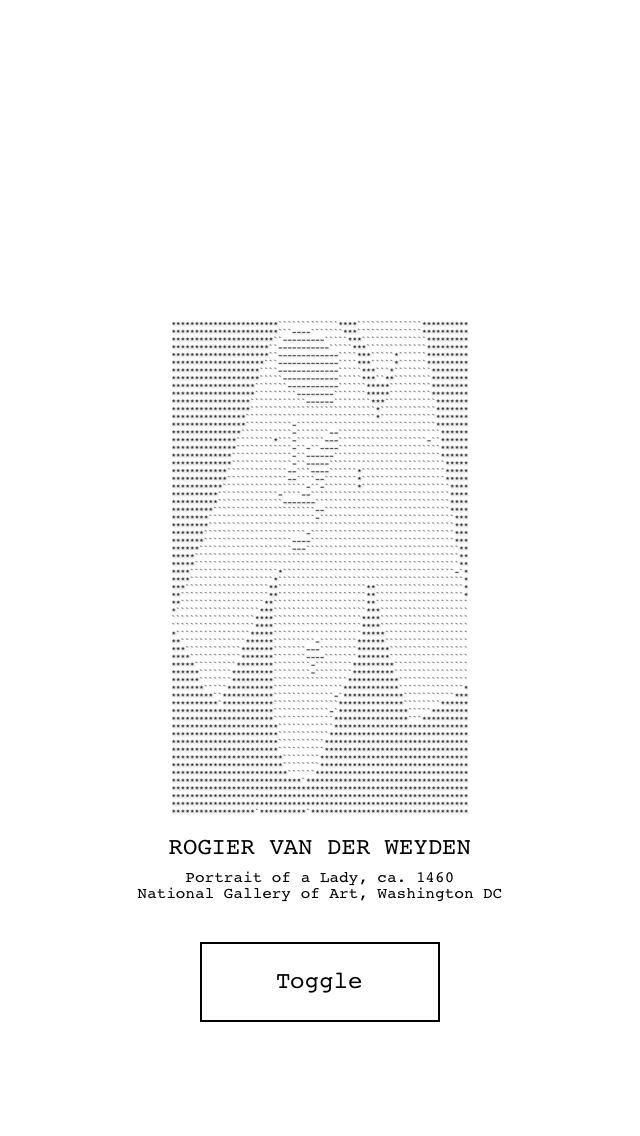 ROGIER VAN DER WEYDEN
Portrait of a Lady, ca. 1460
National Gallery of Art, Washington DC
Toggle